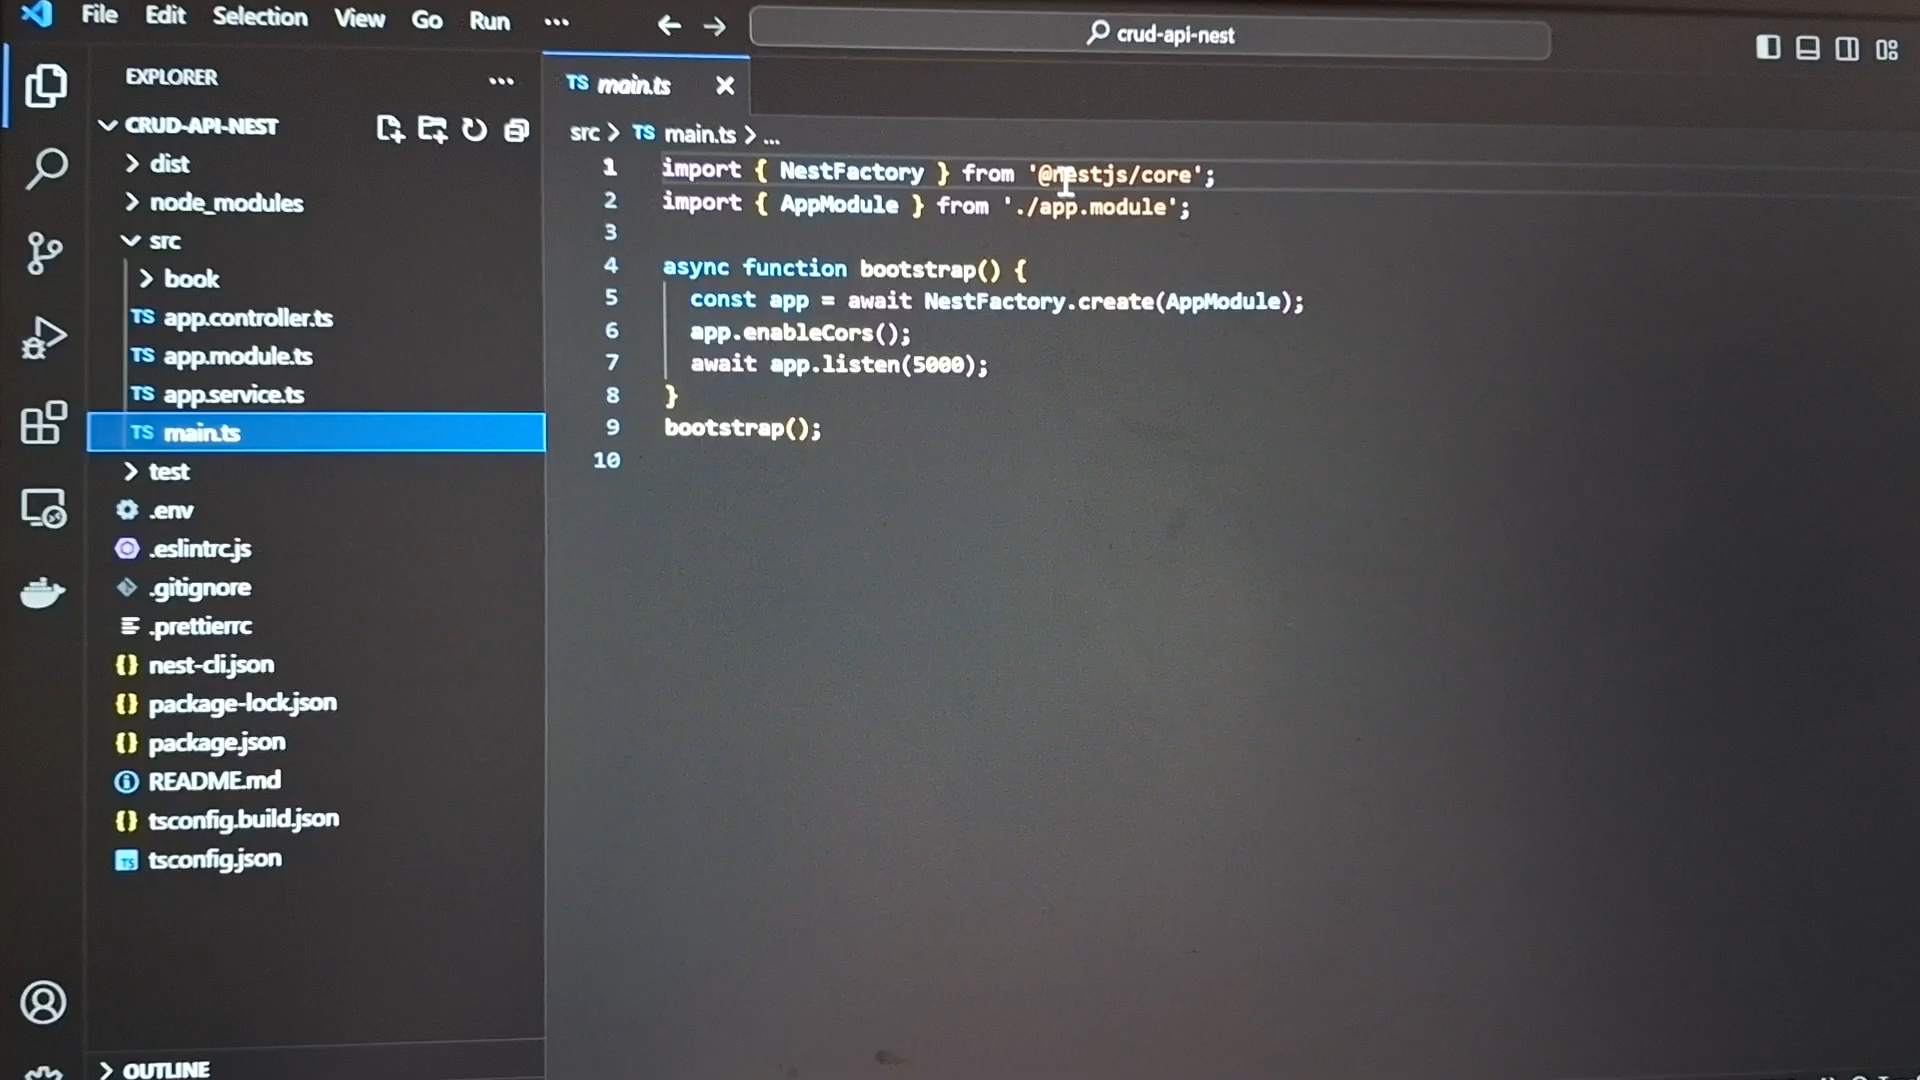 File Edit Selection View Go Run ...
crud-api-nest
EXPLORER ...
CRUD-API-NEST
dist
node_modules
src
book
TS app.controller.ts
TS app.module.ts
TS app.service.ts
TS main.ts
test
.env
.eslintrc.js
.gitignore
.prettierrc
{} nest-cli.json
{} package-lock.json
{} package.json
README.md
{} tsconfig.build.json
TS tsconfig.json
OUTLINE
TS main.ts
src > TS main.ts > ...
1 import { NestFactory } from '@nestjs/core';
2 import { AppModule } from './app.module';
3
4 async function bootstrap() {
5 const app = await NestFactory.create(AppModule);
6 app.enableCors();
7 await app.listen(5000);
8 }
9 bootstrap();
10